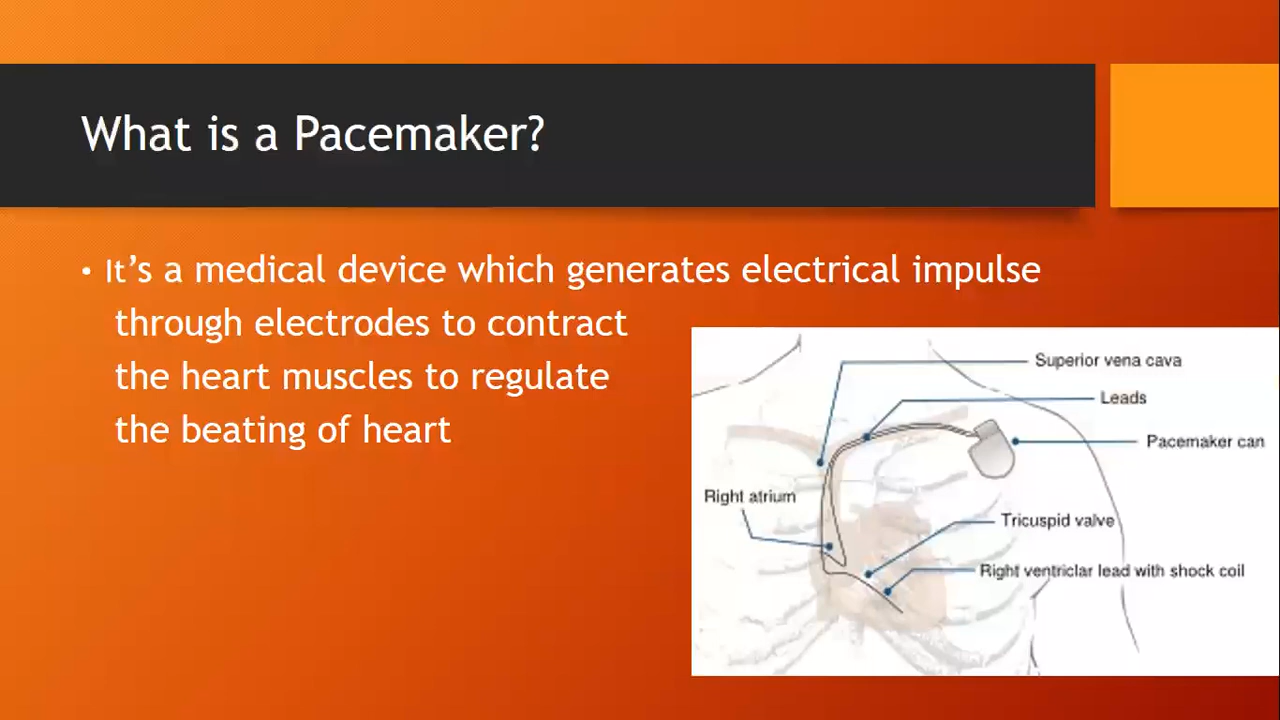 What is a Pacemaker?
• It’s a medical device which generates electrical impulse
through electrodes to contract
the heart muscles to regulate
the beating of heart
Superior vena cava
Leads
Pacemaker can
Right atrium
Tricuspid valve
Right ventriclar lead with shock coil